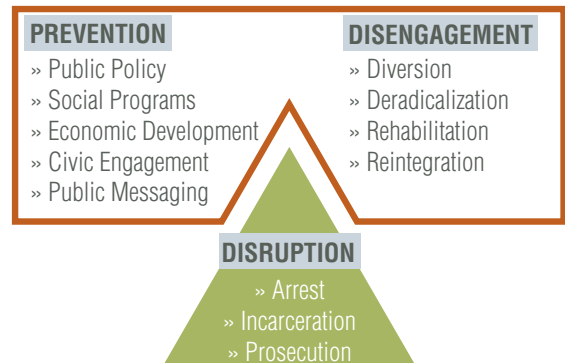 PREVENTION
» Public Policy
» Social Programs
» Economic Development
» Civic Engagement
» Public Messaging
DISENGAGEMENT
» Diversion
» Deradicalization
» Rehabilitation
» Reintegration
DISRUPTION
» Arrest
» Incarceration
» Prosecution